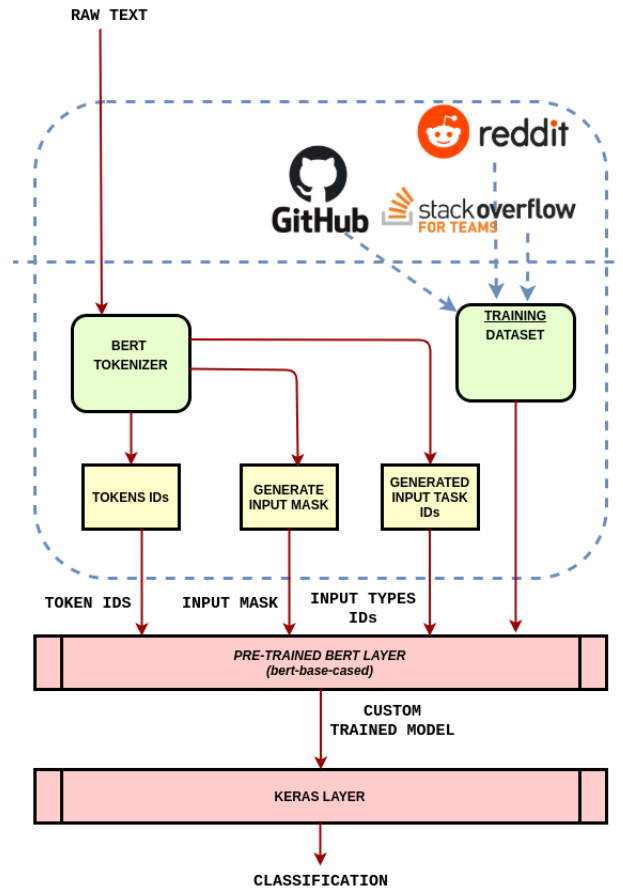 RAW TEXT
reddit
GitHub
stackoverflow
FOR TEAMS
TRAINING
DATASET
BERT
TOKENIZER
TOKENS IDs
GENERATE
INPUT MASK
GENERATED
INPUT TASK
IDs
TOKEN IDS
INPUT MASK
INPUT TYPES
IDs
PRE-TRAINED BERT LAYER
(bert-base-cased)
CUSTOM
TRAINED MODEL
KERAS LAYER
CLASSIFICATION